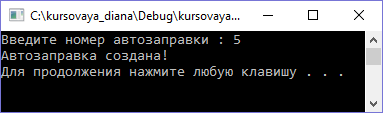 C:\kursovaya_diana\Debug\kursovaya...
Введите номер автозаправки : 5
Автозаправка создана!
Для продолжения нажмите любую клавишу . . .